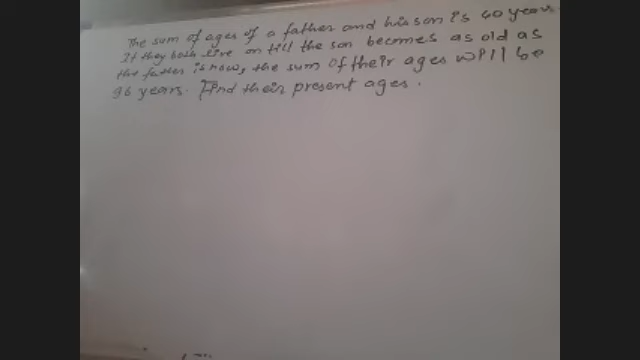 The sum of ages of a father and his son is 40 years.
If they both live on till the son becomes as old as
the father is now, the sum of their ages will be
96 years. Find their present ages.